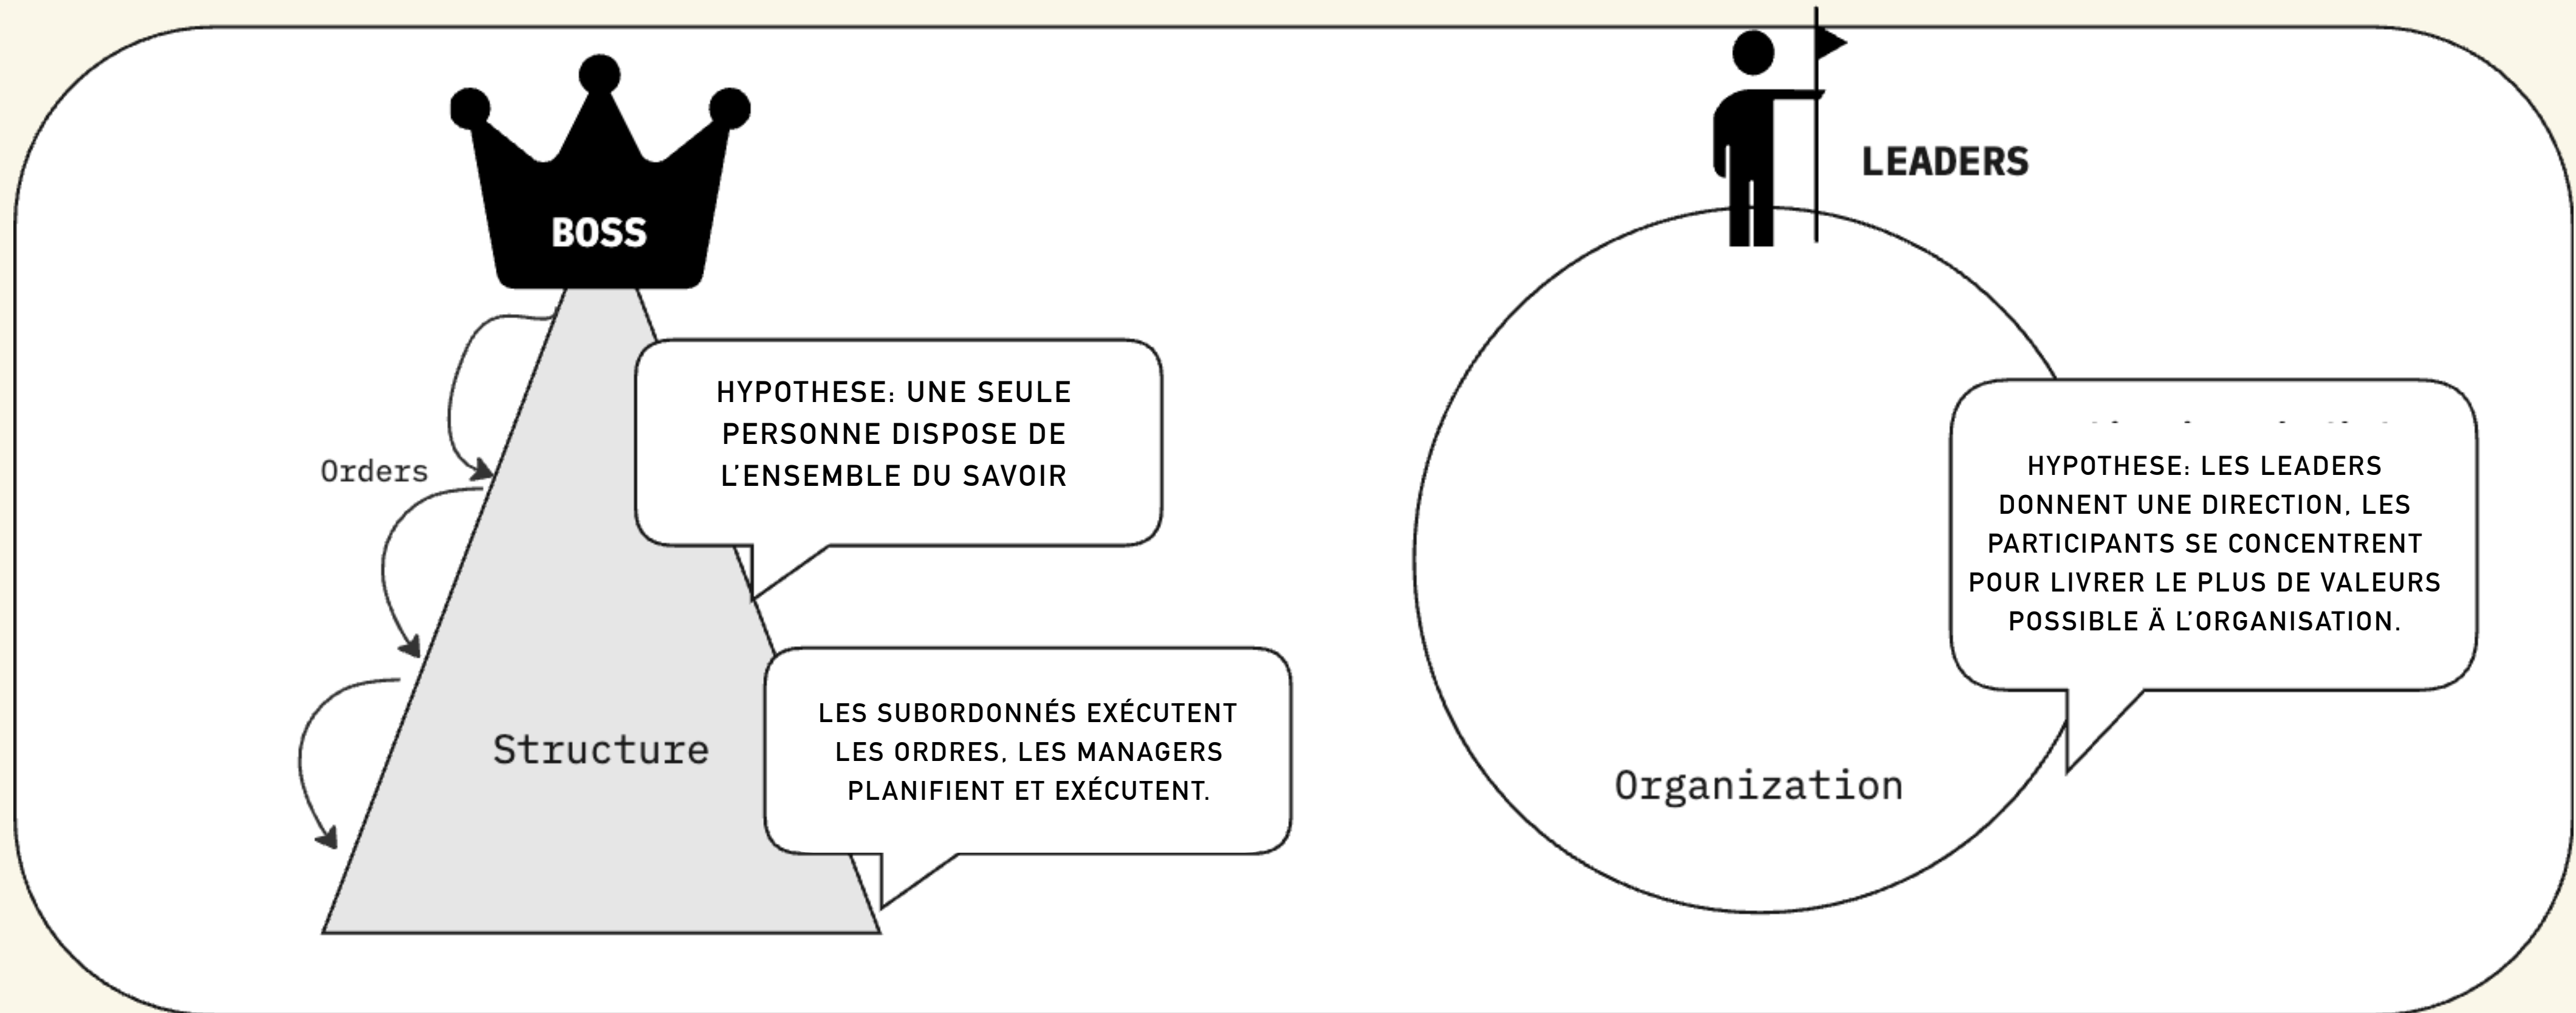 BOSS
Orders
HYPOTHESE: UNE SEULE
PERSONNE DISPOSE DE
L'ENSEMBLE DU SAVOIR
Structure
LES SUBORDONNÉS EXÉCUTENT
LES ORDRES, LES MANAGERS
PLANIFIENT ET EXÉCUTENT.
LEADERS
HYPOTHESE: LES LEADERS
DONNENT UNE DIRECTION, LES
PARTICIPANTS SE CONCENTRENT
POUR LIVRER LE PLUS DE VALEURS
POSSIBLE Ä L'ORGANISATION.
Organization